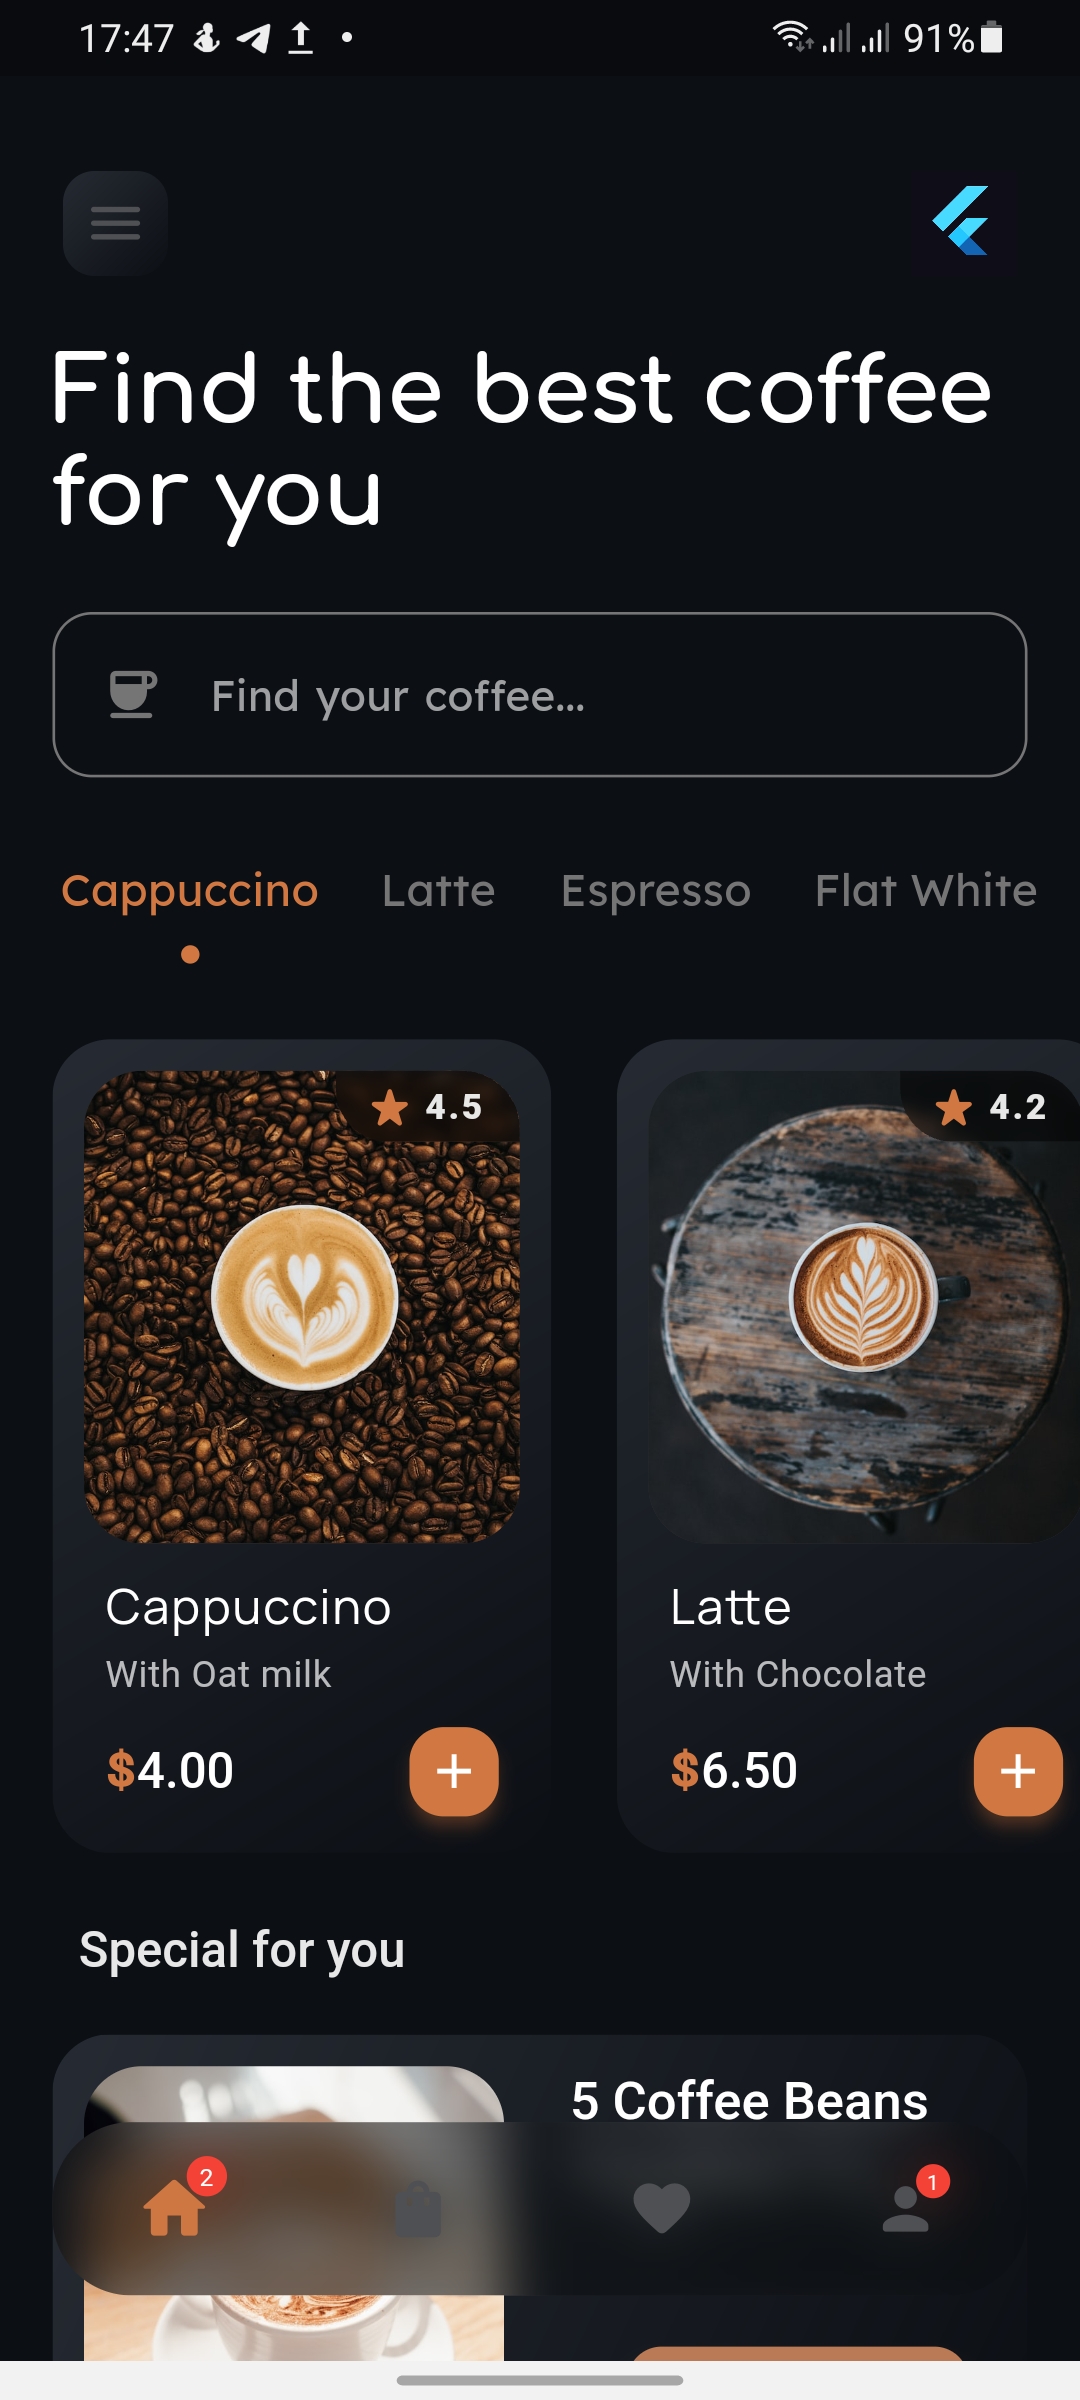 17:47
91%
Find the best coffee
for you
Find your coffee...
Cappuccino Latte Espresso Flat White
4.5
4.2
Cappuccino
With Oat milk
$4.00
Latte
With Chocolate
$6.50
Special for you
5 Coffee Beans
2
1